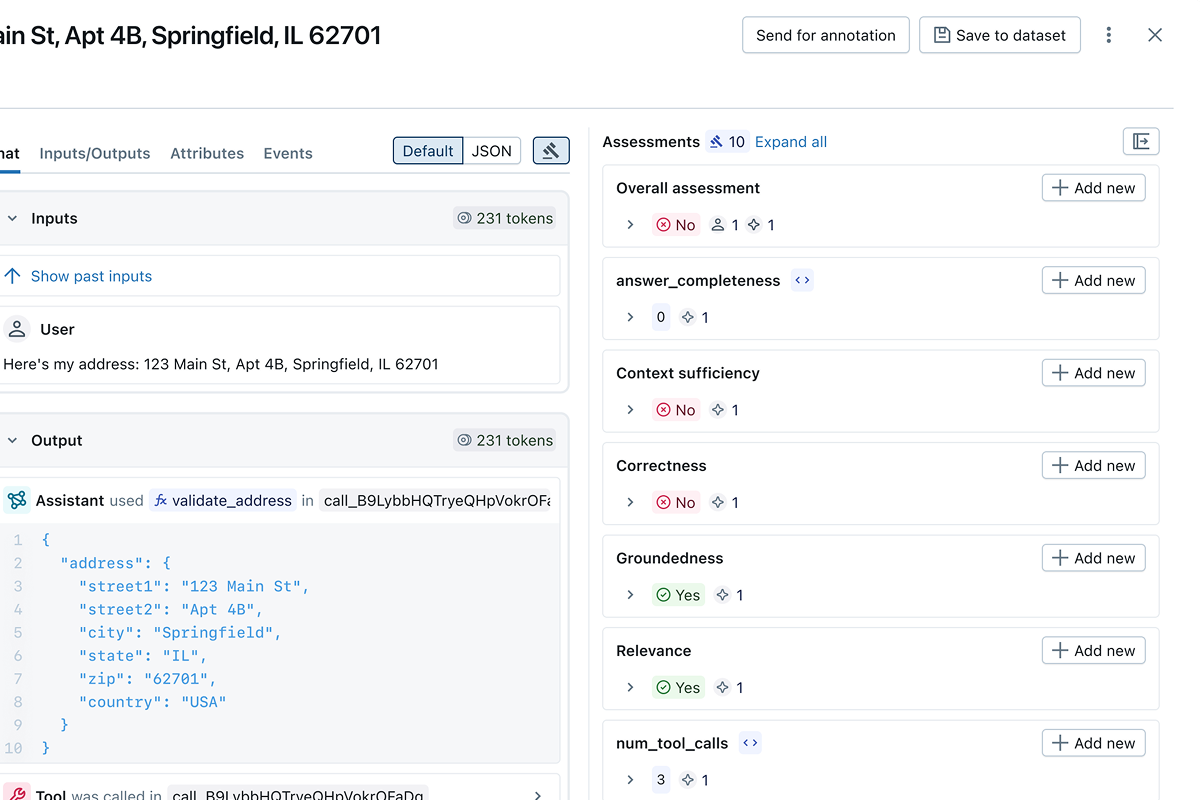 ain St, Apt 4B, Springfield, IL 62701
Send for annotation
Save to dataset
Inputs/Outputs
Attributes
Events
Default
JSON
Inputs
231 tokens
Show past inputs
User
Here's my address: 123 Main St, Apt 4B, Springfield, IL 62701
Output
231 tokens
Assistant used validate_address in call_B9LybbHQTryeQHpVokrOFa
1 {
2 "address": {
3 "street1": "123 Main St",
4 "street2": "Apt 4B",
5 "city": "Springfield",
6 "state": "IL",
7 "zip": "62701",
8 "country": "USA"
9 }
10 }
Tool was called in call_B9LybbHQTryeQHpVokrOFaDg
Assessments 10 Expand all
Overall assessment
Add new
No 1 1
answer_completeness
Add new
0 1
Context sufficiency
Add new
No 1
Correctness
Add new
No 1
Groundedness
Add new
Yes 1
Relevance
Add new
Yes 1
num_tool_calls
Add new
3 1